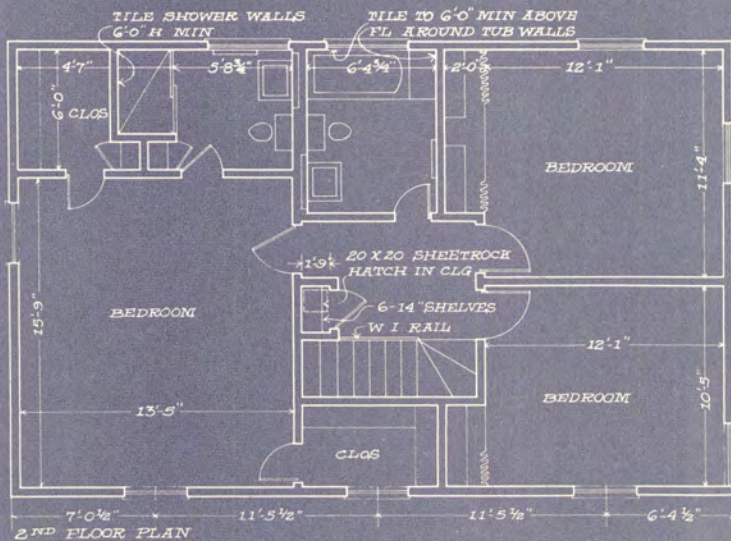 TILE SHOWER WALLS
6'-0" H MIN
TILE TO 6'-0" MIN ABOVE
FL AROUND TUB WALLS
4'-7"
5'-8¾"
6'-4¾"
2'-0"
12'-1"
6'-0"
CLOS
BEDROOM
11'-4"
1'-9"
20 X 20 SHEETROCK
HATCH IN CLG
6-14" SHELVES
W I RAIL
15'-9"
BEDROOM
12'-1"
13'-5"
BEDROOM
10'-5"
CLOS
7'-0½"
11'-5½"
11'-5½"
6'-4½"
2ND FLOOR PLAN